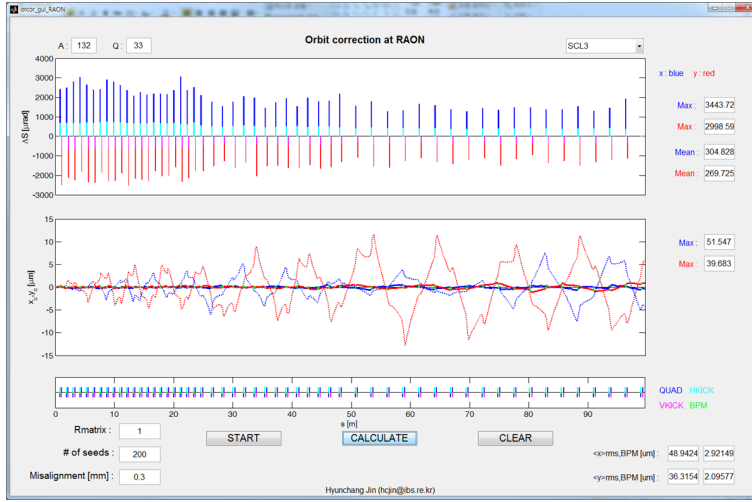 orcor_gui_RAON
A : 132 Q : 33 Orbit correction at RAON SCL3
4000
3000
2000
1000
0
-1000
-2000
-3000
ΔS [μrad]
x : blue y : red
Max : 3443.72
Max : 2998.59
Mean : 304.828
Mean : 269.725
15
10
5
0
-5
-10
-15
x_c, y_c [μm]
Max : 51.547
Max : 39.683
QUAD HKICK
VKICK BPM
0 10 20 30 40 50 60 70 80 90
s [m]
Rmatrix : 1
START CALCULATE CLEAR
# of seeds : 200
Misalignment [mm] : 0.3
<x>rms,BPM [um] : 48.9424 2.92149
<y>rms,BPM [um] : 36.3154 2.09577
Hyunchang Jin (hcjin@ibs.re.kr)